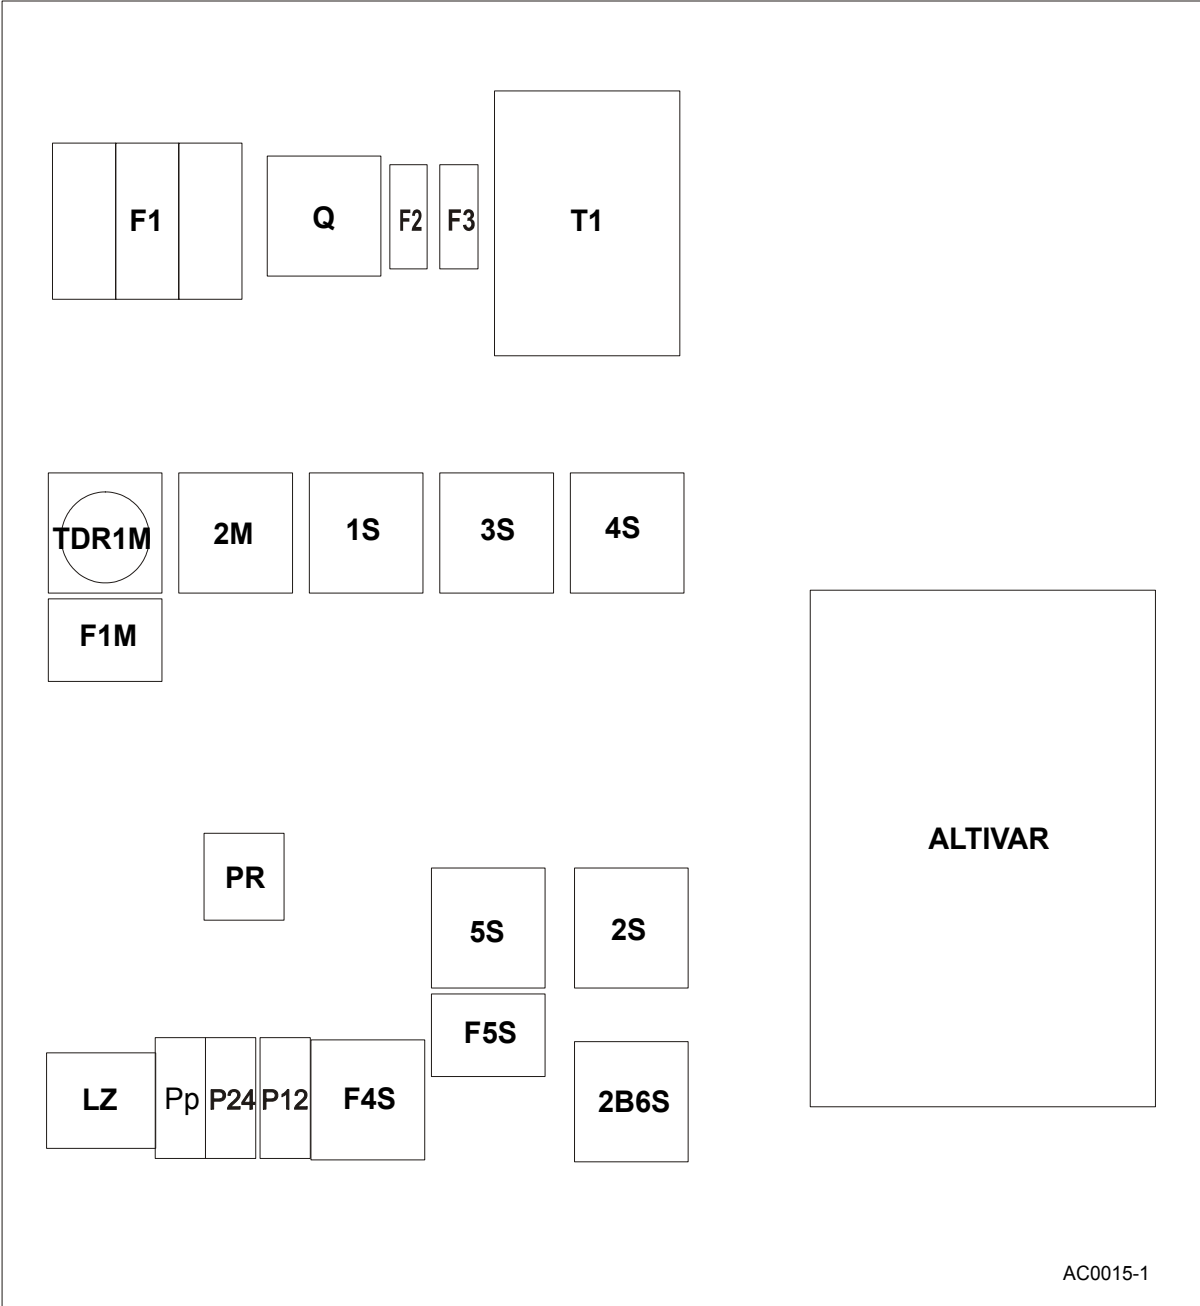 F1
Q
F2
F3
T1
TDR1M
2M
1S
3S
4S
F1M
ALTIVAR
PR
5S
2S
F5S
LZ
Pp
P24
P12
F4S
2B6S
AC0015-1